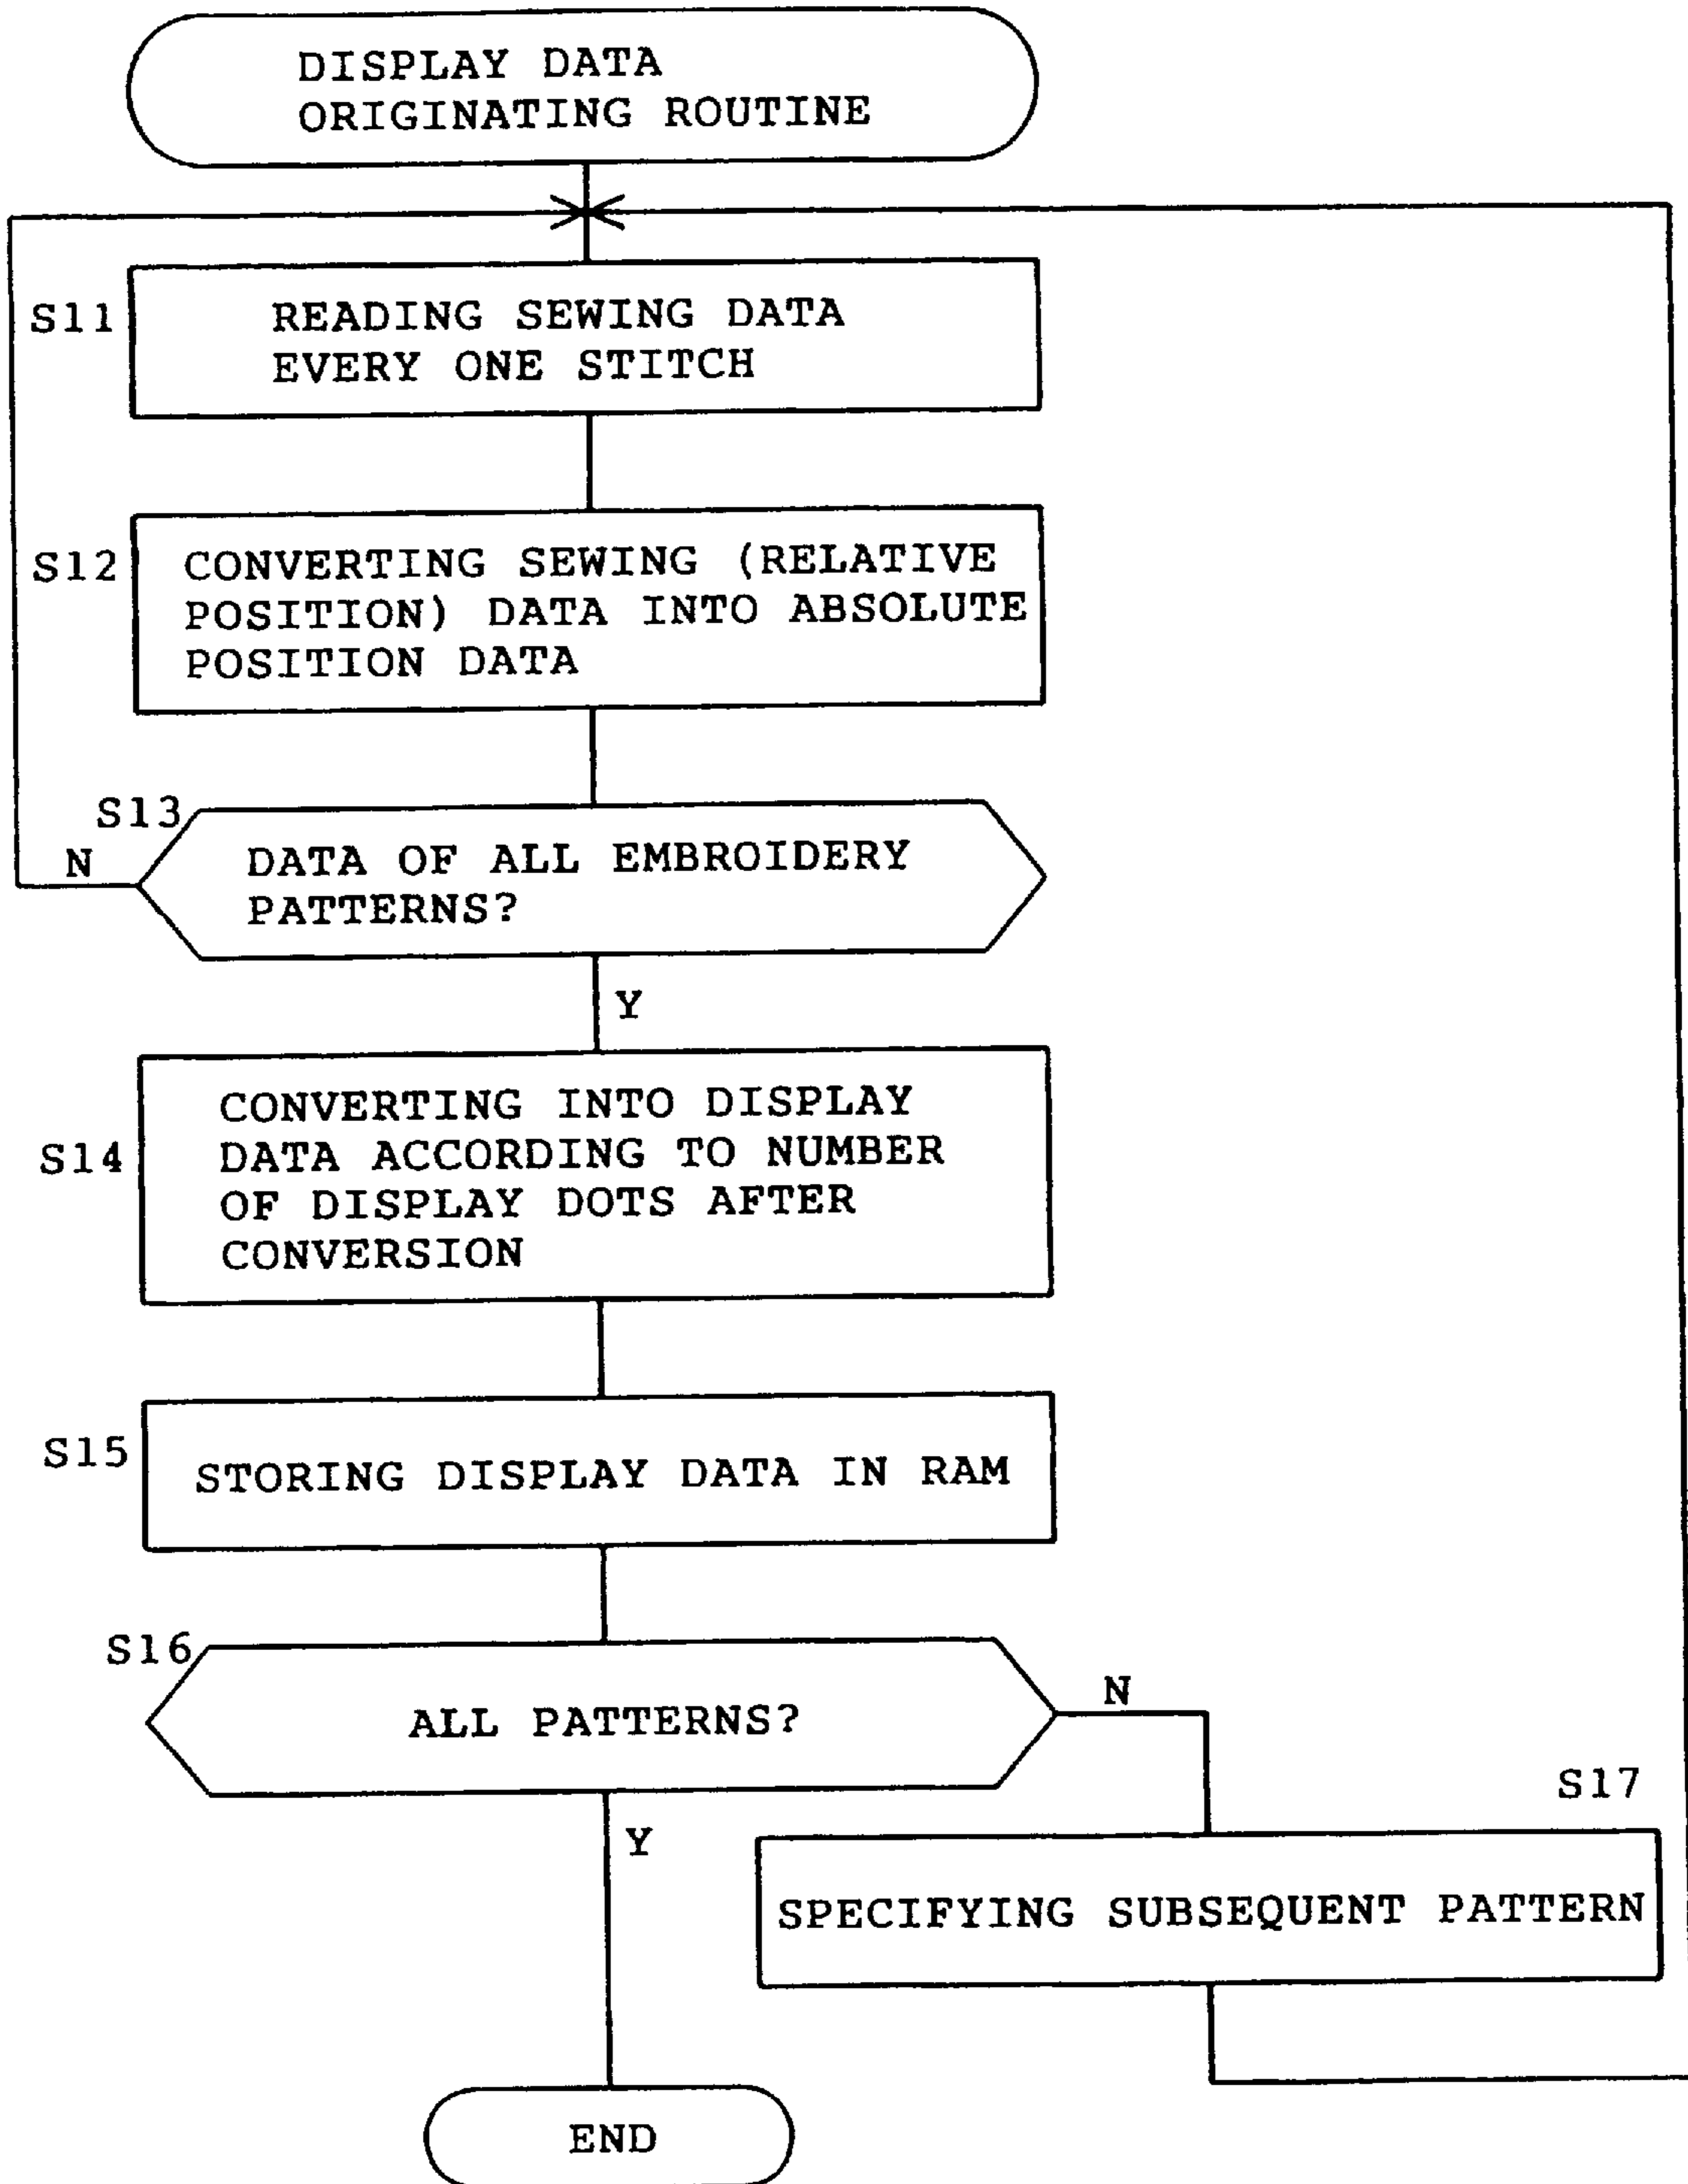 DISPLAY DATA
ORIGINATING ROUTINE
S11
READING SEWING DATA
EVERY ONE STITCH
S12
CONVERTING SEWING (RELATIVE
POSITION) DATA INTO ABSOLUTE
POSITION DATA
S13
N
DATA OF ALL EMBROIDERY
PATTERNS?
Y
S14
CONVERTING INTO DISPLAY
DATA ACCORDING TO NUMBER
OF DISPLAY DOTS AFTER
CONVERSION
S15
STORING DISPLAY DATA IN RAM
S16
ALL PATTERNS?
N
Y
S17
SPECIFYING SUBSEQUENT PATTERN
END